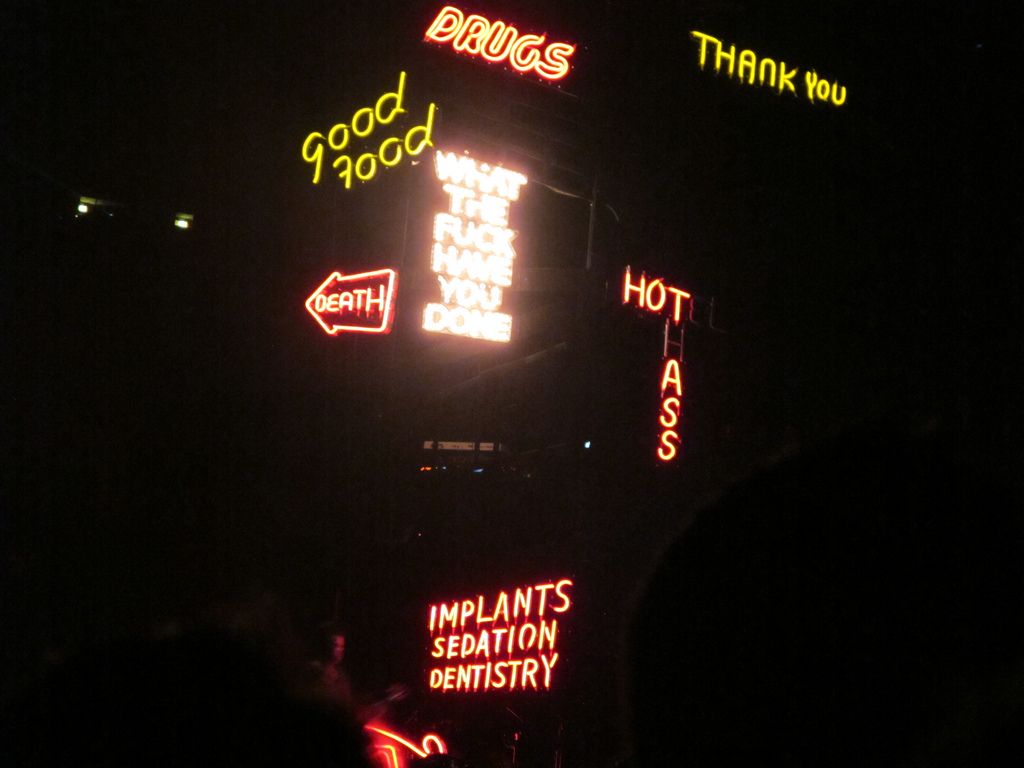 DRUGS
THANK YOU
good
food
WHAT
THE
FUCK
HAVE
YOU
DONE
DEATH
HOT
H
A
S
S
IMPLANTS
SEDATION
DENTISTRY